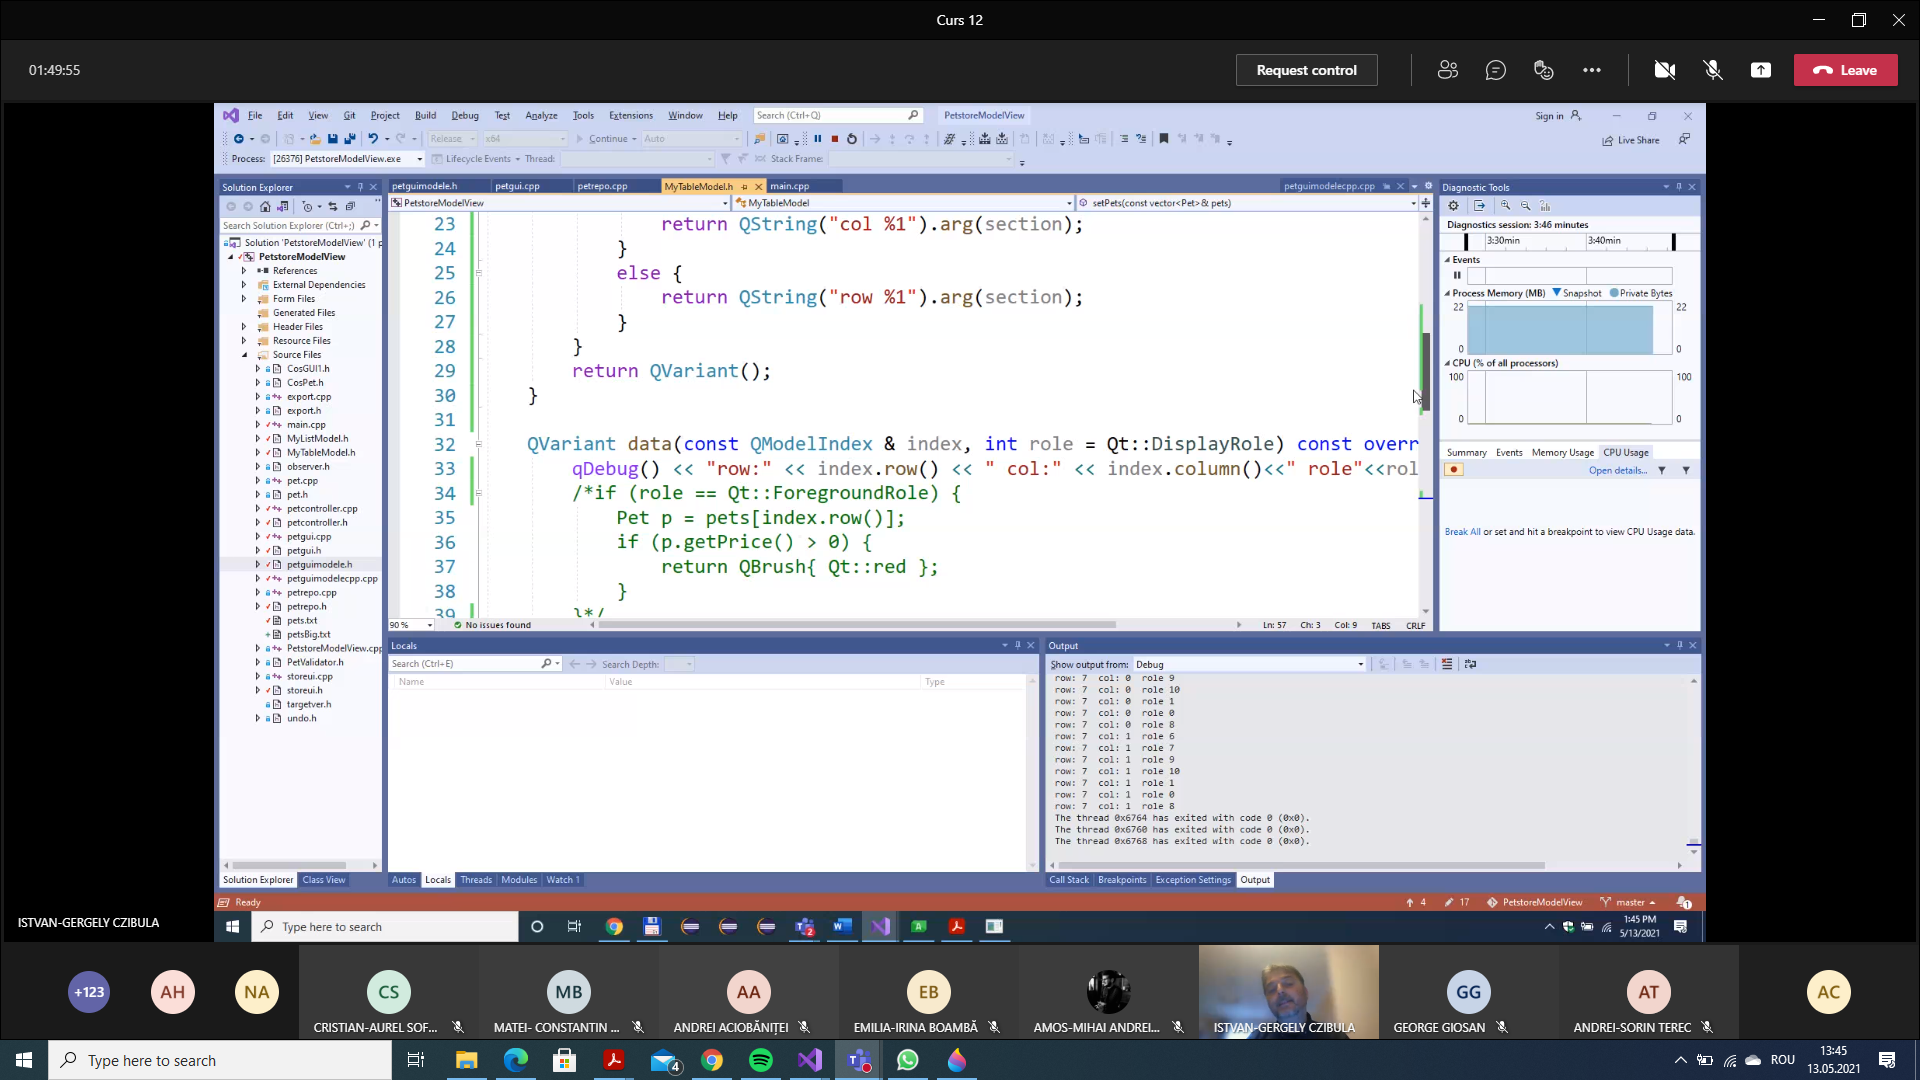 Curs 12
01:49:55
Request control
Leave
File Edit View Git Project Build Debug Test Analyze Tools Extensions Window Help Search (Ctrl+Q) PetstoreModelView Sign in
Release x64 Continue Auto
Live Share
Process: [26376] PetstoreModelView.exe Lifecycle Events Thread: Stack Frame:
Solution Explorer
Search Solution Explorer (Ctrl+;)
Solution 'PetstoreModelView' (1 p
PetstoreModelView
References
External Dependencies
Form Files
Generated Files
Header Files
Resource Files
Source Files
CosGUI1.h
CosPet.h
export.cpp
export.h
main.cpp
MyListModel.h
MyTableModel.h
observer.h
pet.cpp
pet.h
petcontroller.cpp
petcontroller.h
petgui.cpp
petgui.h
petguimodele.h
petguimodelecpp.cpp
petrepo.cpp
petrepo.h
pets.txt
petsBig.txt
PetstoreModelView.cpp
PetValidator.h
storeui.cpp
storeui.h
targetver.h
undo.h
Solution Explorer Class View
petguimodele.h petgui.cpp petrepo.cpp MyTableModel.h main.cpp petguimodelecpp.cpp
PetstoreModelView MyTableModel setPets(const vector<Pet>& pets)
23 return QString("col %1").arg(section);
24 }
25 else {
26 return QString("row %1").arg(section);
27 }
28 }
29 return QVariant();
30 }
31
32 QVariant data(const QModelIndex & index, int role = Qt::DisplayRole) const overr
33 qDebug() << "row:" << index.row() << " col:" << index.column()<<" role"<<rol
34 /*if (role == Qt::ForegroundRole) {
35 Pet p = pets[index.row()];
36 if (p.getPrice() > 0) {
37 return QBrush{ Qt::red };
38 }
39 }*/
90 % No issues found Ln: 57 Ch: 3 Col: 9 TABS CRLF
Locals
Search (Ctrl+E) Search Depth:
Name Value Type
Autos Locals Threads Modules Watch 1
Output
Show output from: Debug
row: 7 col: 0 role 9
row: 7 col: 0 role 10
row: 7 col: 0 role 1
row: 7 col: 0 role 0
row: 7 col: 0 role 8
row: 7 col: 1 role 6
row: 7 col: 1 role 7
row: 7 col: 1 role 9
row: 7 col: 1 role 10
row: 7 col: 1 role 1
row: 7 col: 1 role 0
row: 7 col: 1 role 8
The thread 0x6764 has exited with code 0 (0x0).
The thread 0x6760 has exited with code 0 (0x0).
The thread 0x6768 has exited with code 0 (0x0).
Call Stack Breakpoints Exception Settings Output
Diagnostic Tools
Diagnostics session: 3:46 minutes
3:30min 3:40min
Events
Process Memory (MB) Snapshot Private Bytes
22 22
0 0
CPU (% of all processors)
100 100
0 0
Summary Events Memory Usage CPU Usage
Open details...
Break All or set and hit a breakpoint to view CPU Usage data.
Ready 4 17 PetstoreModelView master 1
Type here to search
2
1:45 PM
5/13/2021
ISTVAN-GERGELY CZIBULA
+123 AH NA CS MB AA EB GG AT AC
CRISTIAN-AUREL SOF... MATEI- CONSTANTIN ... ANDREI ACIOBĂNIȚEI EMILIA-IRINA BOAMBĂ AMOS-MIHAI ANDREI... ISTVAN-GERGELY CZIBULA GEORGE GIOSAN ANDREI-SORIN TEREC
Type here to search
4
ROU
13:45
13.05.2021